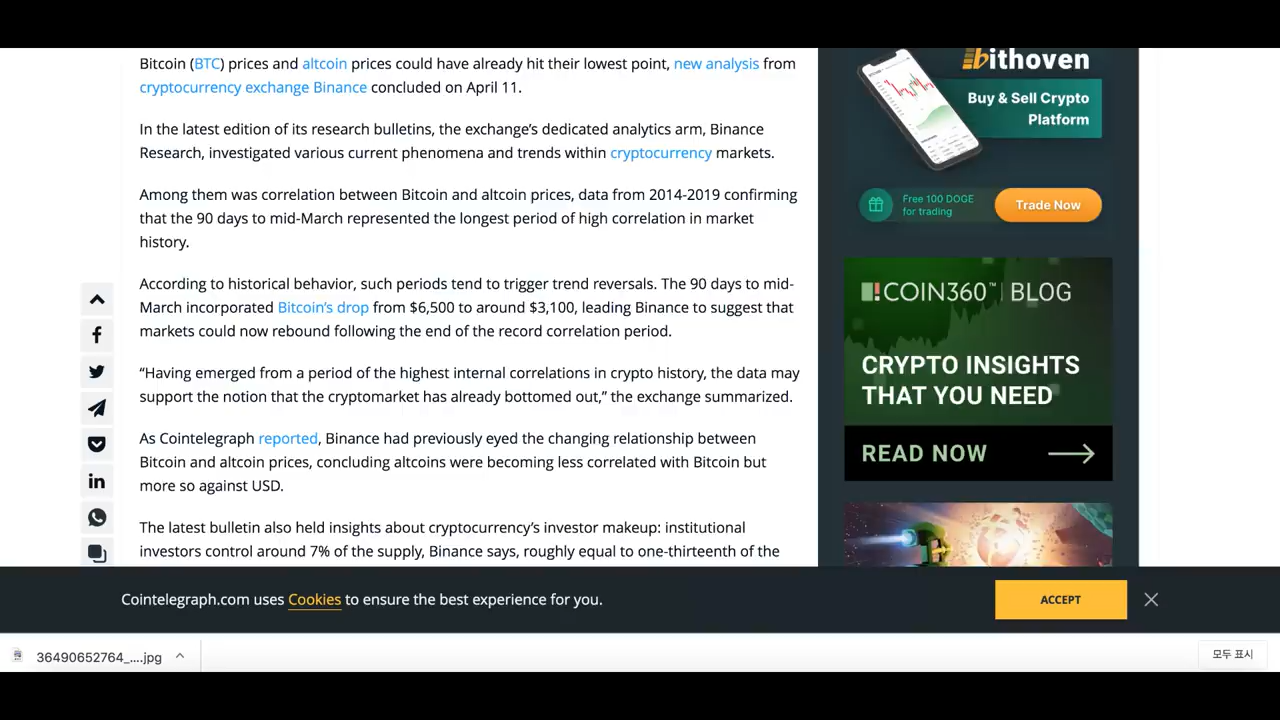 Bitcoin (BTC) prices and altcoin prices could have already hit their lowest point, new analysis from
cryptocurrency exchange Binance concluded on April 11.
In the latest edition of its research bulletins, the exchange’s dedicated analytics arm, Binance
Research, investigated various current phenomena and trends within cryptocurrency markets.
Among them was correlation between Bitcoin and altcoin prices, data from 2014-2019 confirming
that the 90 days to mid-March represented the longest period of high correlation in market
history.
According to historical behavior, such periods tend to trigger trend reversals. The 90 days to mid-
March incorporated Bitcoin’s drop from $6,500 to around $3,100, leading Binance to suggest that
markets could now rebound following the end of the record correlation period.
“Having emerged from a period of the highest internal correlations in crypto history, the data may
support the notion that the cryptomarket has already bottomed out,” the exchange summarized.
As Cointelegraph reported, Binance had previously eyed the changing relationship between
Bitcoin and altcoin prices, concluding altcoins were becoming less correlated with Bitcoin but
more so against USD.
The latest bulletin also held insights about cryptocurrency’s investor makeup: institutional
investors control around 7% of the supply, Binance says, roughly equal to one-thirteenth of the
bithoven
Buy & Sell Crypto
Platform
Free 100 DOGE
for trading
Trade Now
COIN360™ | BLOG
CRYPTO INSIGHTS
THAT YOU NEED
READ NOW
Cointelegraph.com uses Cookies to ensure the best experience for you.
ACCEPT
36490652764_....jpg
모두 표시